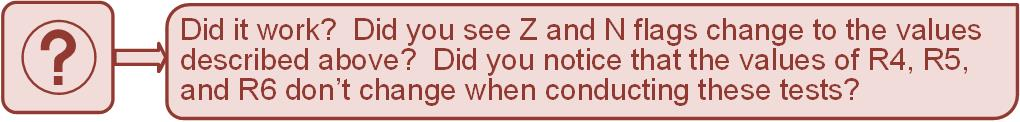 ?
Did it work?  Did you see Z and N flags change to the values
described above?  Did you notice that the values of R4, R5,
and R6 don't change when conducting these tests?